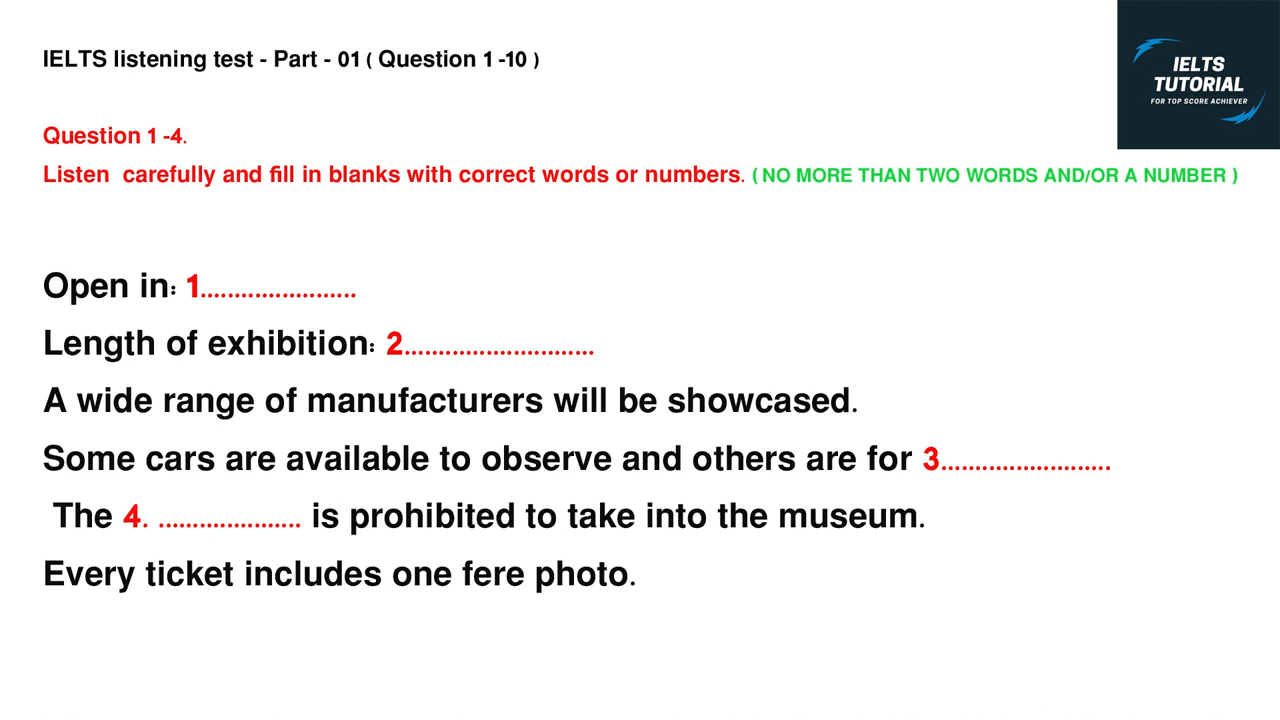 IELTS listening test - Part - 01 ( Question 1 -10 )
IELTS
TUTORIAL
FOR TOP SCORE ACHIEVER
Question 1 -4.
Listen  carefully and fill in blanks with correct words or numbers. ( NO MORE THAN TWO WORDS AND/OR A NUMBER )
Open in: 1.......................
Length of exhibition: 2............................
A wide range of manufacturers will be showcased.
Some cars are available to observe and others are for 3.........................
The 4. ..................... is prohibited to take into the museum.
Every ticket includes one fere photo.